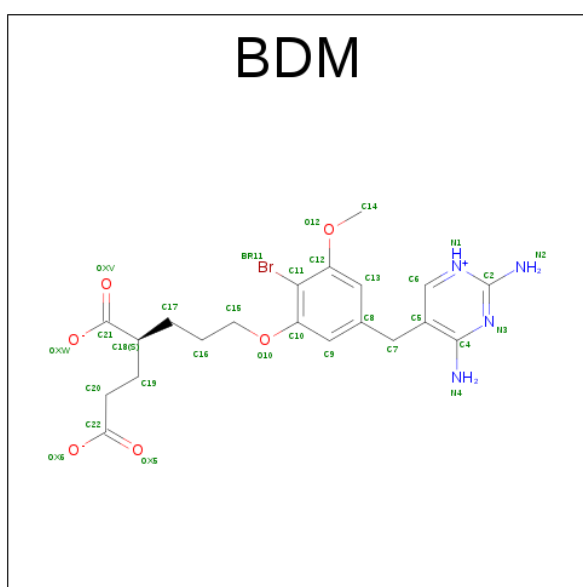 BDM
C14
O12
BR11
C12
N1
H
N+
N2
NH₂
OXV
O
O
C11
Br
C13
C6
C2
C17
C15
N
N3
C21
O
C8
C5
C4
O-
OXW
C18(S)
C16
O10
C10
C9
C7
NH₂
N4
C20
C19
C22
O-
OX6
O
OX5